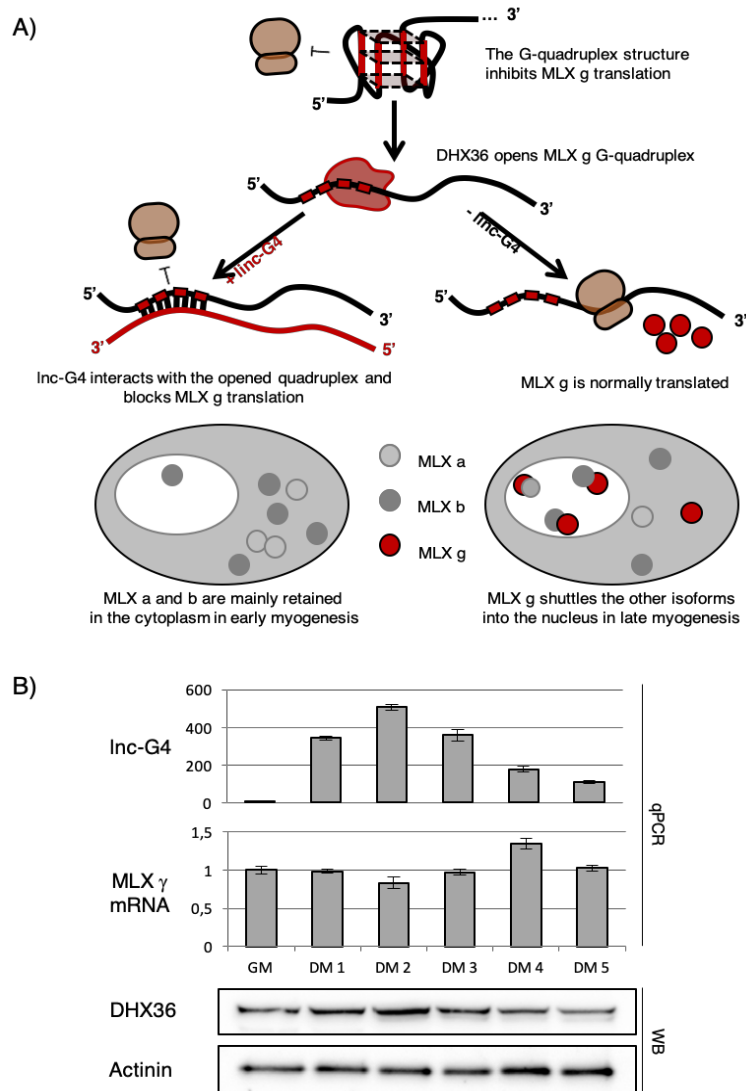 A)
... 3'
The G-quadruplex structure
inhibits MLX g translation
5'
DHX36 opens MLX g G-quadruplex
5'
3'
+ linc-G4
- linc-G4
5'
3'
3'
5'
5'
3'
lnc-G4 interacts with the opened quadruplex and
blocks MLX g translation
MLX g is normally translated
MLX a
MLX b
MLX g
MLX a and b are mainly retained
in the cytoplasm in early myogenesis
MLX g shuttles the other isoforms
into the nucleus in late myogenesis
B)
600
400
200
0
lnc-G4
qPCR
1,5
1
0,5
0
MLX γ
mRNA
GM DM 1 DM 2 DM 3 DM 4 DM 5
DHX36
WB
Actinin